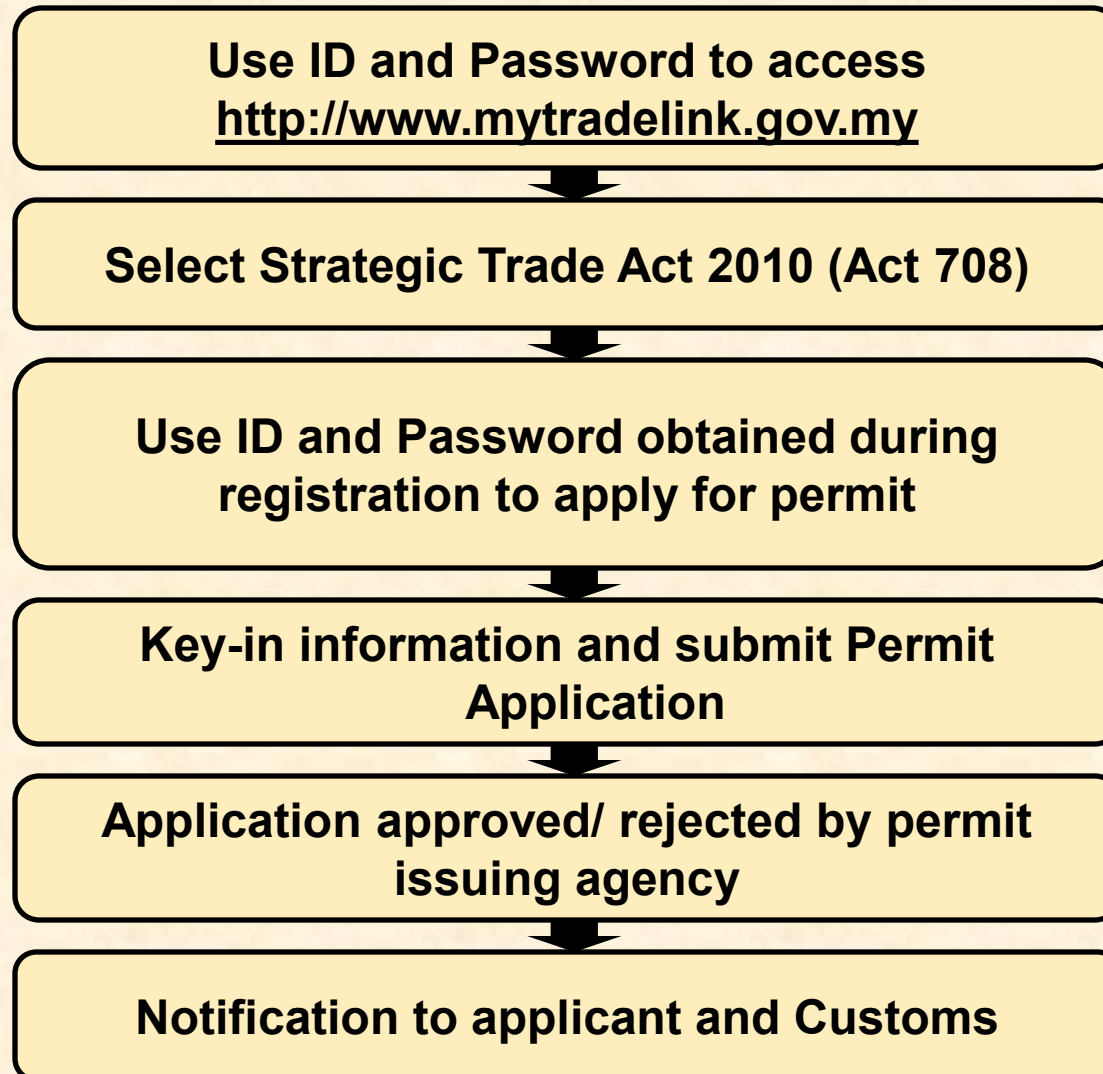 Use ID and Password to access
http://www.mytradelink.gov.my
Select Strategic Trade Act 2010 (Act 708)
Use ID and Password obtained during
registration to apply for permit
Key-in information and submit Permit
Application
Application approved/ rejected by permit
issuing agency
Notification to applicant and Customs